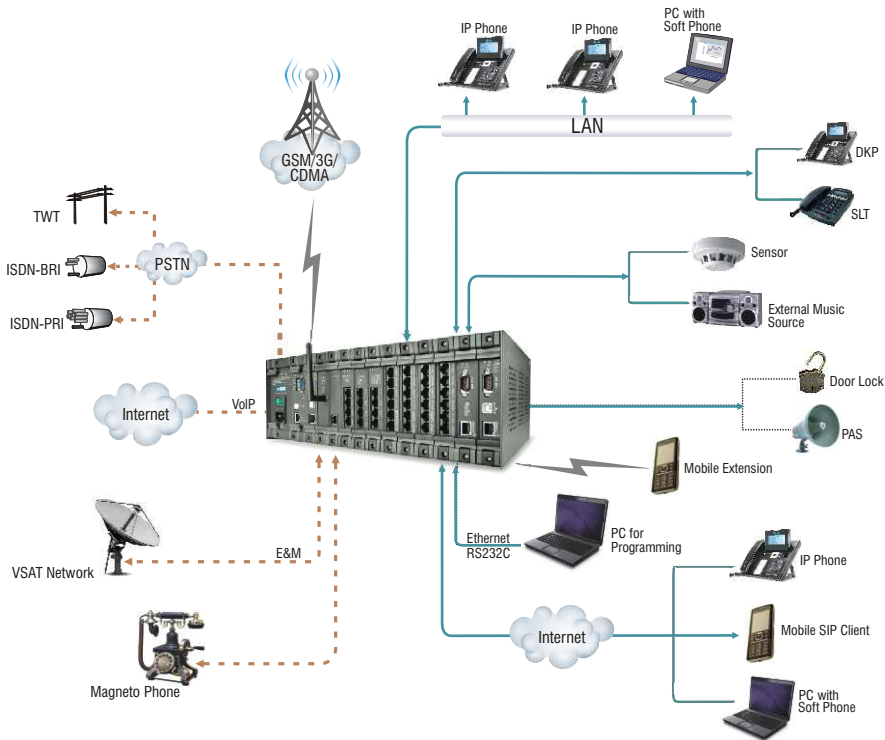 IP Phone
IP Phone
PC with
Soft Phone
LAN
GSM/3G/
CDMA
DKP
SLT
TWT
PSTN
ISDN-BRI
ISDN-PRI
Sensor
External Music
Source
Internet
VoIP
Door Lock
PAS
Mobile Extension
Ethernet
RS232C
PC for
Programming
E&M
VSAT Network
IP Phone
Internet
Mobile SIP Client
Magneto Phone
PC with
Soft Phone